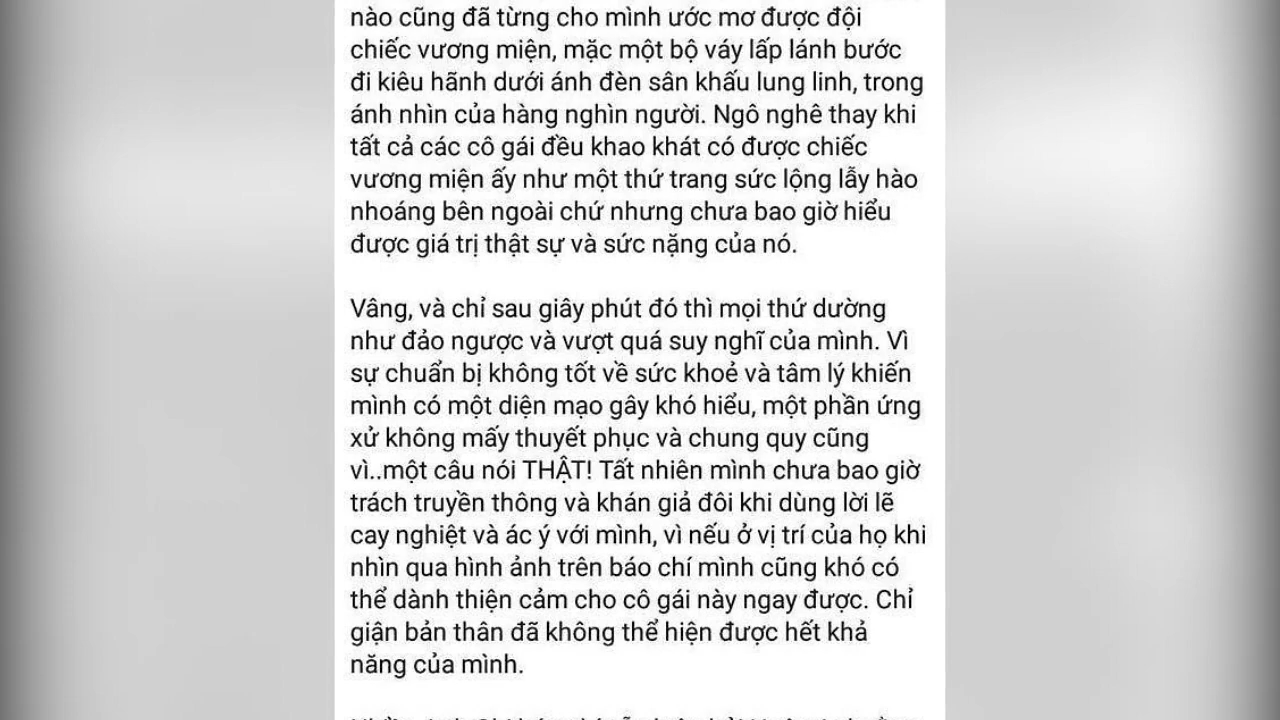 nào cũng đã từng cho mình ước mơ được đội
chiếc vương miện, mặc một bộ váy lấp lánh bước
đi kiêu hãnh dưới ánh đèn sân khấu lung linh, trong
ánh nhìn của hàng nghìn người. Ngô nghê thay khi
tất cả các cô gái đều khao khát có được chiếc
vương miện ấy như một thứ trang sức lộng lẫy hào
nhoáng bên ngoài chứ nhưng chưa bao giờ hiểu
được giá trị thật sự và sức nặng của nó.
Vâng, và chỉ sau giây phút đó thì mọi thứ dường
như đảo ngược và vượt quá suy nghĩ của mình. Vì
sự chuẩn bị không tốt về sức khoẻ và tâm lý khiến
mình có một diện mạo gây khó hiểu, một phần ứng
xử không mấy thuyết phục và chung quy cũng
vì..một câu nói THẬT! Tất nhiên mình chưa bao giờ
trách truyền thông và khán giả đôi khi dùng lời lẽ
cay nghiệt và ác ý với mình, vì nếu ở vị trí của họ khi
nhìn qua hình ảnh trên báo chí mình cũng khó có
thể dành thiện cảm cho cô gái này ngay được. Chỉ
giận bản thân đã không thể hiện được hết khả
năng của mình.